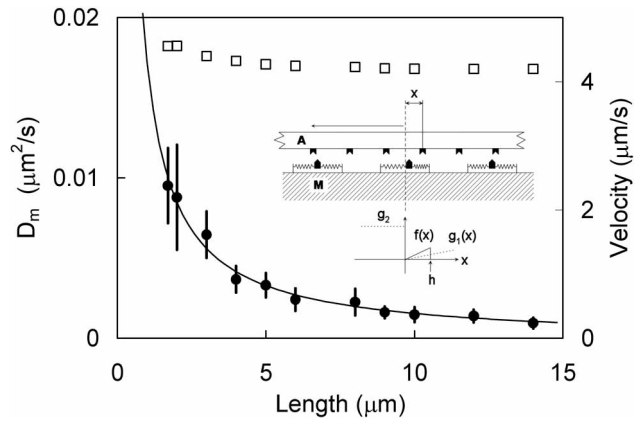 0.02
0.01
0
Dm (μm²/s)
4
2
0
Velocity (μm/s)
x
A
M
g2
f(x)
g1(x)
x
h
0
5
10
15
Length (μm)